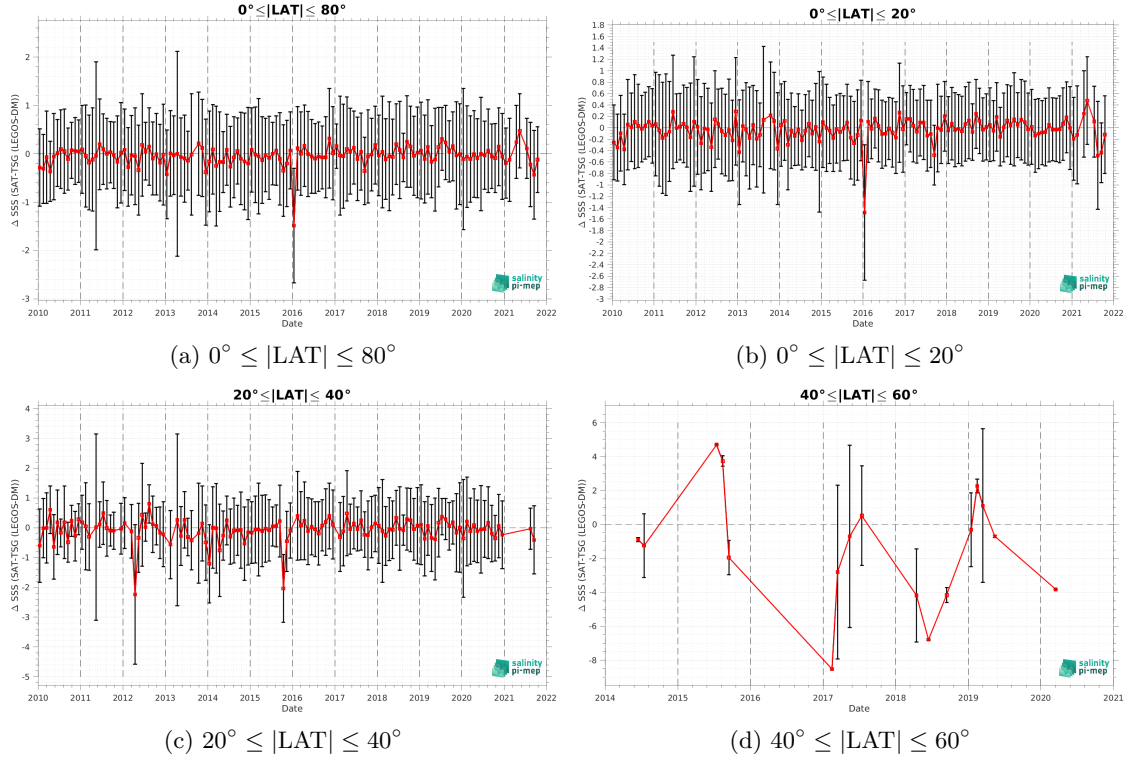 0°≤|LAT|≤ 80°
Δ SSS (SAT-TSG (LEGOS-DM))
2
1
0
-1
-2
-3
salinity
pi-mep
2010 2011 2012 2013 2014 2015 2016 2017 2018 2019 2020 2021 2022
Date
(a) 0° ≤ |LAT| ≤ 80°
0°≤|LAT|≤ 20°
Δ SSS (SAT-TSG (LEGOS-DM))
1.8
1.6
1.4
1.2
1
0.8
0.6
0.4
0.2
0
-0.2
-0.4
-0.6
-0.8
-1
-1.2
-1.4
-1.6
-1.8
-2
-2.2
-2.4
-2.6
-2.8
-3
salinity
pi-mep
2010 2011 2012 2013 2014 2015 2016 2017 2018 2019 2020 2021 2022
Date
(b) 0° ≤ |LAT| ≤ 20°
20°≤|LAT|≤ 40°
Δ SSS (SAT-TSG (LEGOS-DM))
4
3
2
1
0
-1
-2
-3
-4
-5
salinity
pi-mep
2010 2011 2012 2013 2014 2015 2016 2017 2018 2019 2020 2021 2022
Date
(c) 20° ≤ |LAT| ≤ 40°
40°≤|LAT|≤ 60°
Δ SSS (SAT-TSG (LEGOS-DM))
6
4
2
0
-2
-4
-6
-8
salinity
pi-mep
2014 2015 2016 2017 2018 2019 2020 2021
Date
(d) 40° ≤ |LAT| ≤ 60°